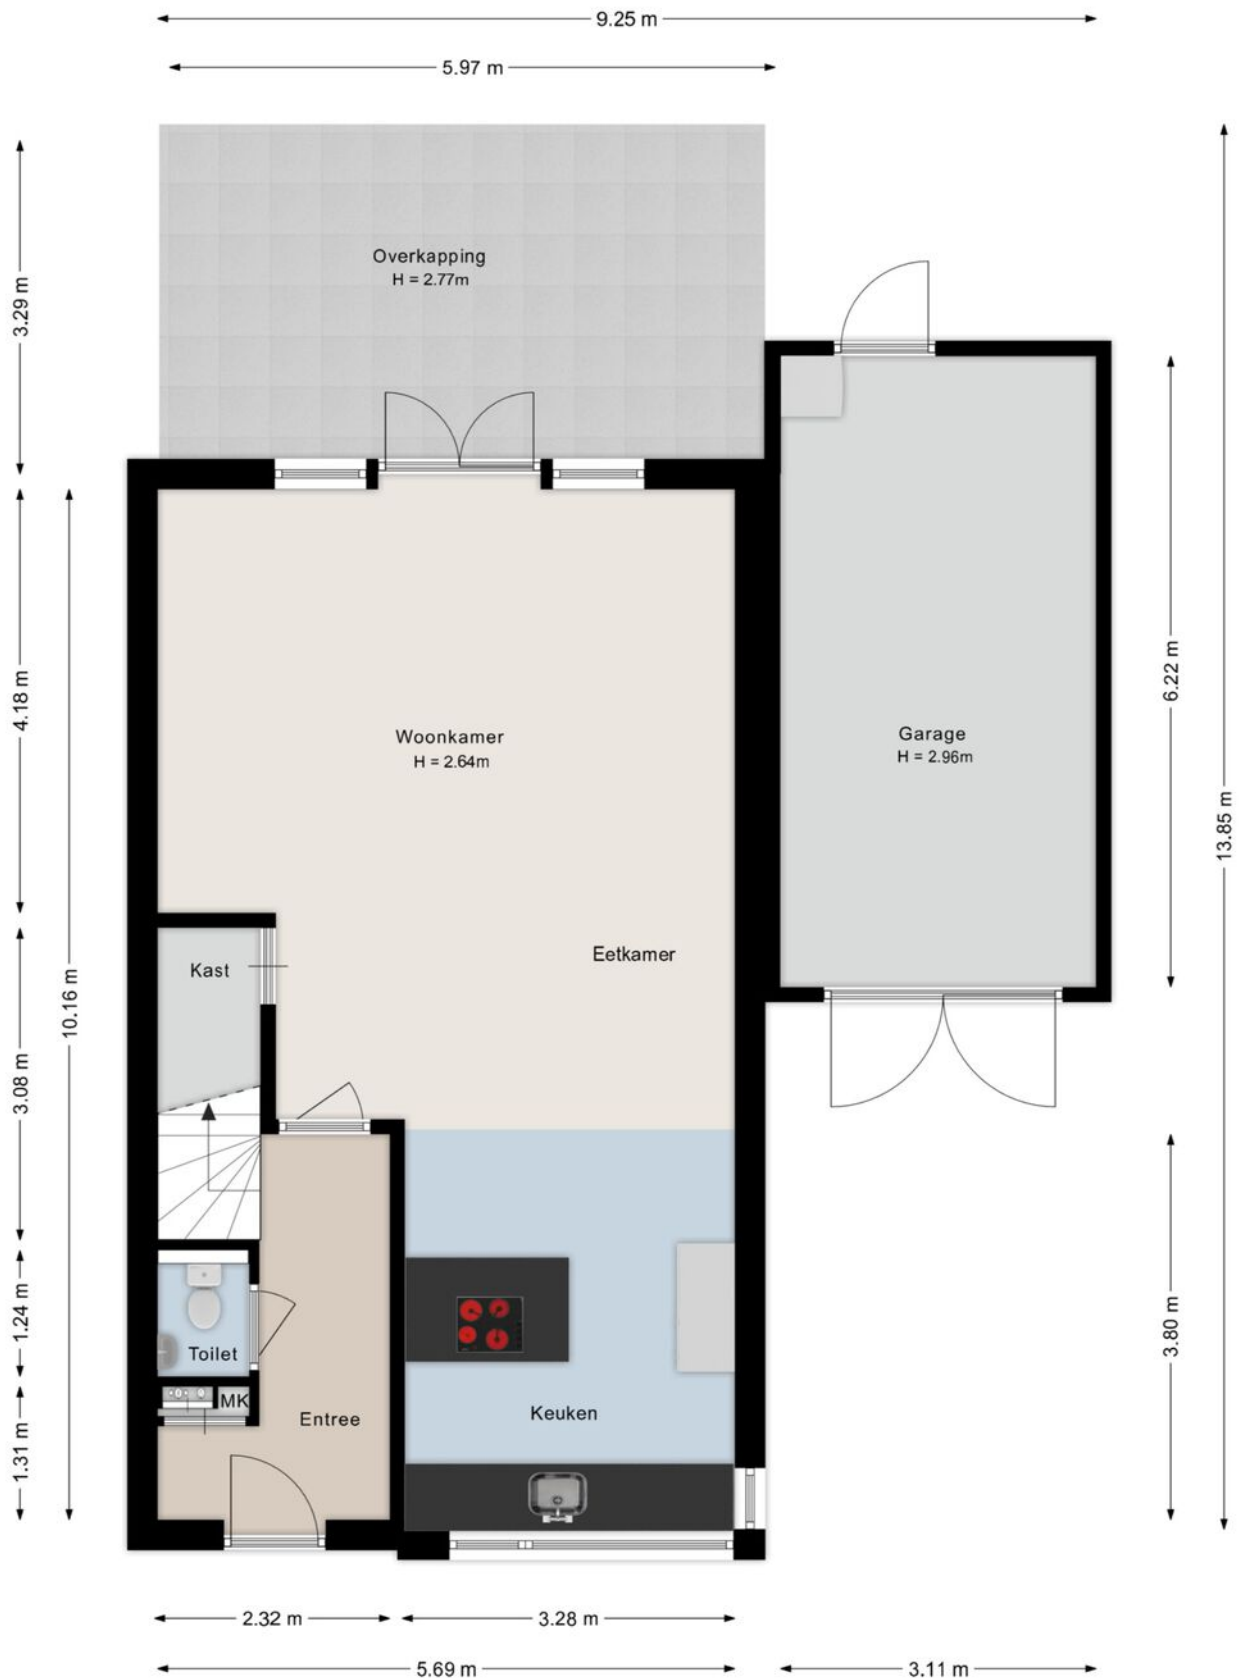 9.25 m
5.97 m
Overkapping
H = 2.77m
3.29 m
4.18 m
6.22 m
Woonkamer
H = 2.64m
Garage
H = 2.96m
13.85 m
Eetkamer
Kast
10.16 m
3.08 m
1.24 m
3.80 m
Toilet
MK
Entree
Keuken
1.31 m
2.32 m
3.28 m
5.69 m
3.11 m